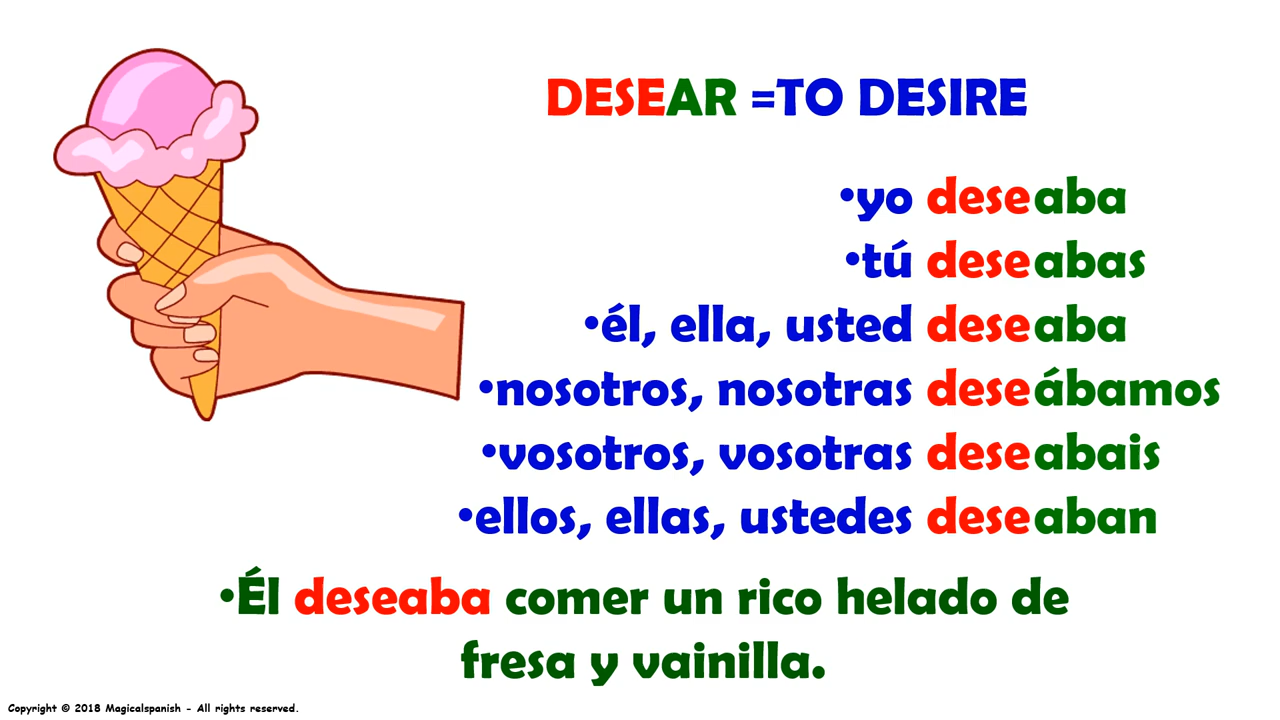 DESEAR =TO DESIRE
•yo deseaba
•tú deseabas
•él, ella, usted deseaba
•nosotros, nosotras deseábamos
•vosotros, vosotras deseabais
•ellos, ellas, ustedes deseaban
•Él deseaba comer un rico helado de
fresa y vainilla.
Copyright © 2018 Magicalspanish - All rights reserved.